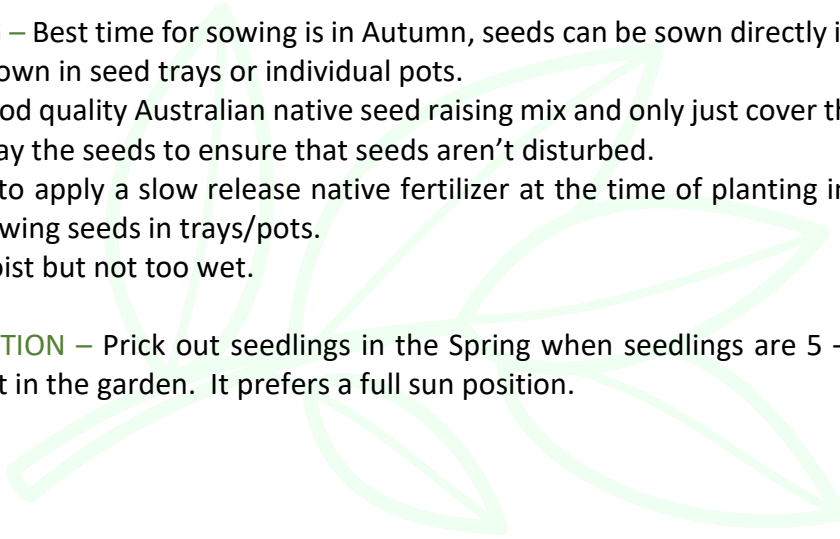 – Best time for sowing is in Autumn, seeds can be sown directly i
own in seed trays or individual pots.
od quality Australian native seed raising mix and only just cover th
ay the seeds to ensure that seeds aren’t disturbed.
to apply a slow release native fertilizer at the time of planting in
wing seeds in trays/pots.
oist but not too wet.
TION – Prick out seedlings in the Spring when seedlings are 5 -
t in the garden.  It prefers a full sun position.